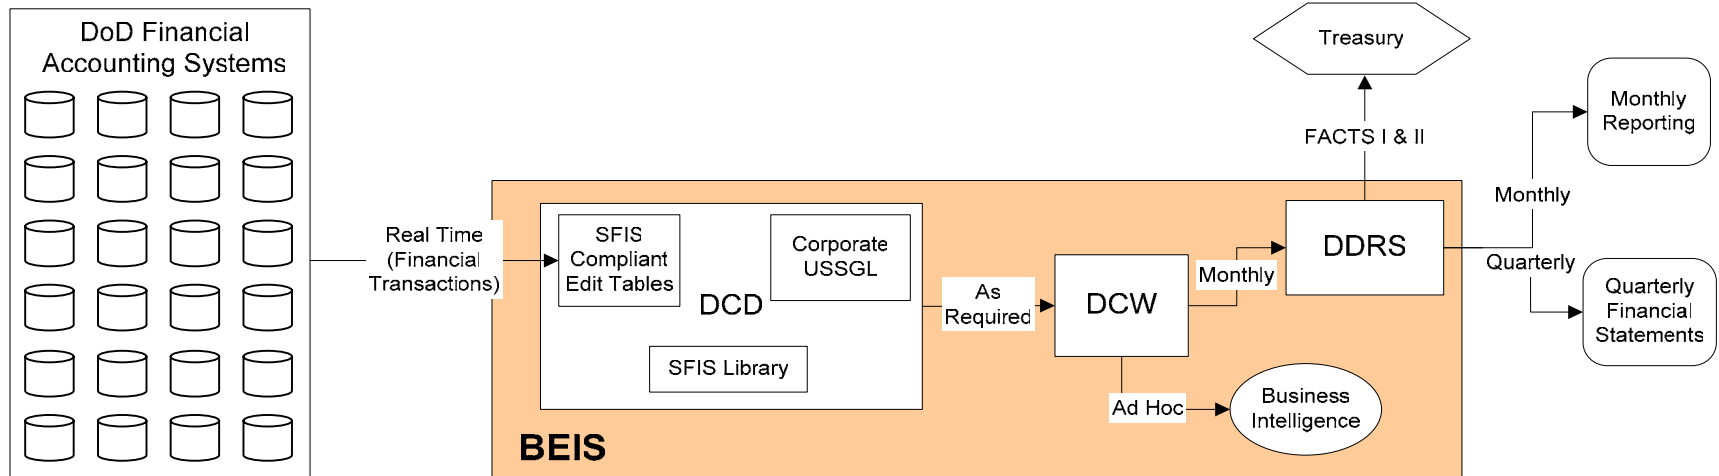 DoD Financial
Accounting Systems
Real Time
(Financial
Transactions)
SFIS
Compliant
Edit Tables
Corporate
USSGL
DCD
SFIS Library
BEIS
As
Required
DCW
Monthly
Ad Hoc
Business
Intelligence
DDRS
FACTS I & II
Treasury
Monthly
Quarterly
Monthly
Reporting
Quarterly
Financial
Statements